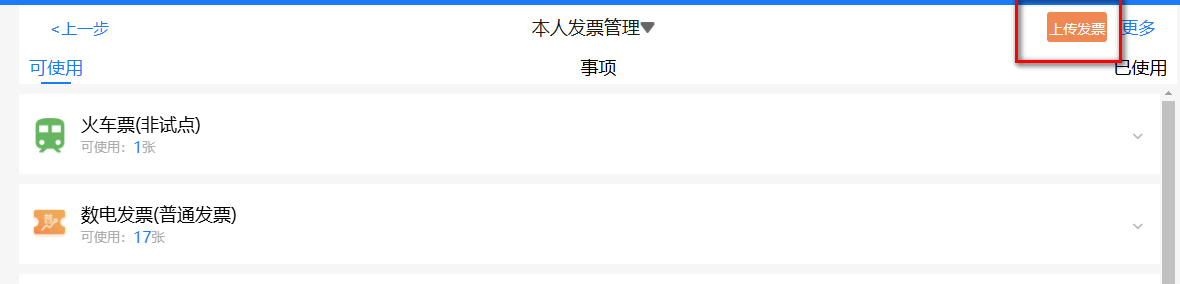 <上一步 本人发票管理 上传发票 更多
可使用 事项 已使用
火车票(非试点)
可使用：1张
数电发票(普通发票)
可使用：17张